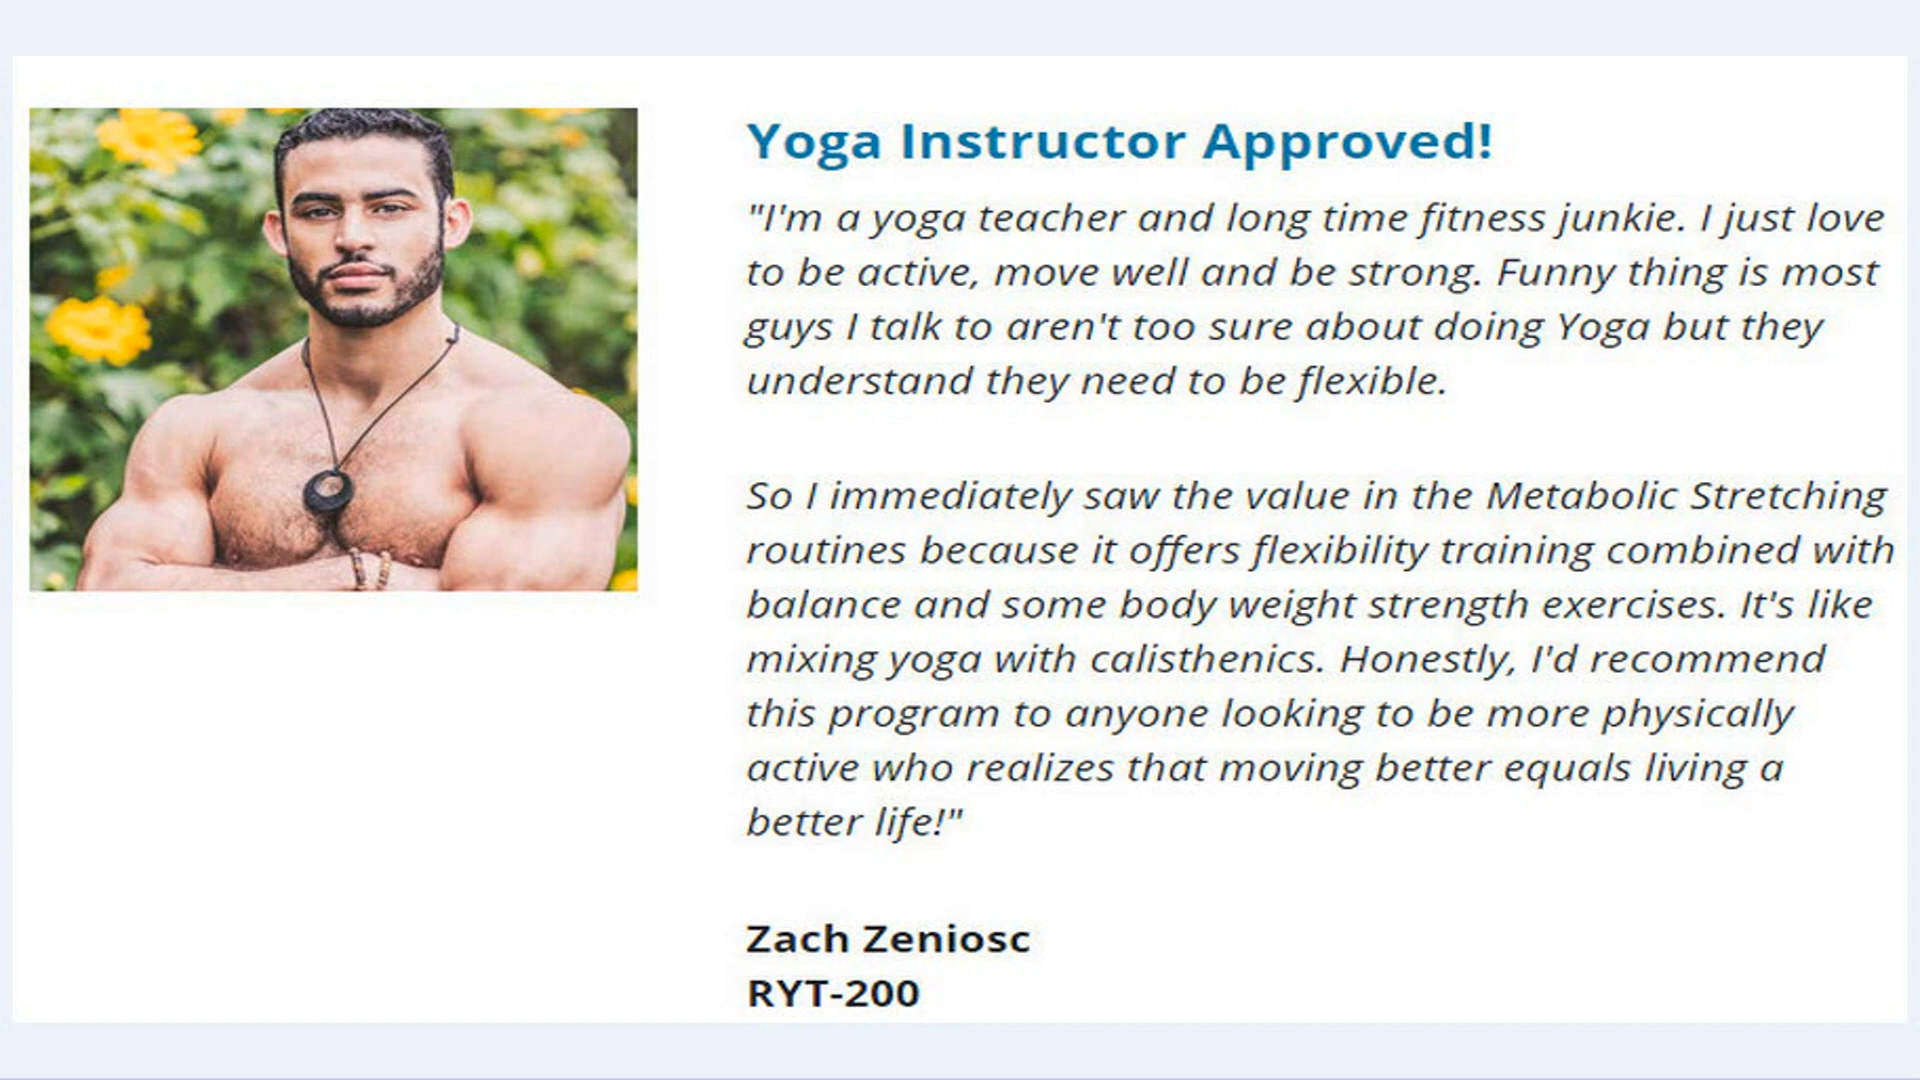 Yoga Instructor Approved!
"I'm a yoga teacher and long time fitness junkie. I just love
to be active, move well and be strong. Funny thing is most
guys I talk to aren't too sure about doing Yoga but they
understand they need to be flexible.
So I immediately saw the value in the Metabolic Stretching
routines because it offers flexibility training combined with
balance and some body weight strength exercises. It's like
mixing yoga with calisthenics. Honestly, I'd recommend
this program to anyone looking to be more physically
active who realizes that moving better equals living a
better life!"
Zach Zeniosc
RYT-200